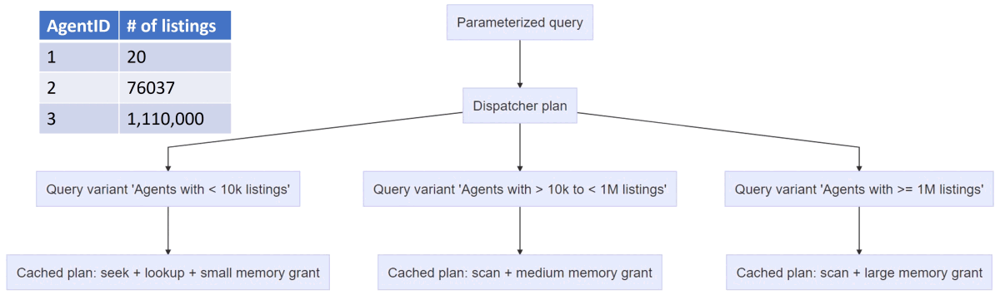 AgentID # of listings
1 20
2 76037
3 1,110,000
Parameterized query
Dispatcher plan
Query variant 'Agents with < 10k listings'
Query variant 'Agents with > 10k to < 1M listings'
Query variant 'Agents with >= 1M listings'
Cached plan: seek + lookup + small memory grant
Cached plan: scan + medium memory grant
Cached plan: scan + large memory grant